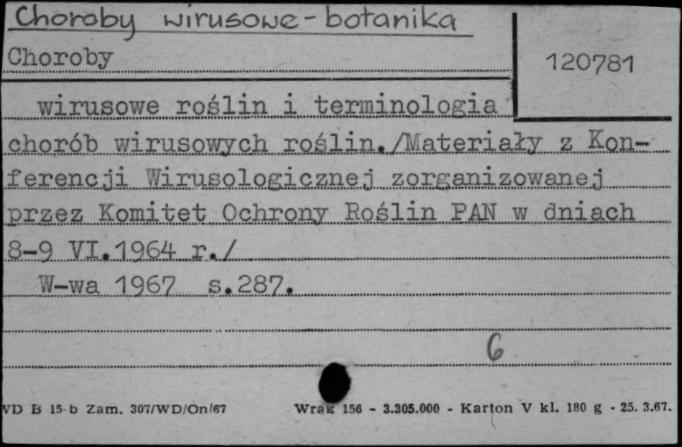 Choroby wirusowe-botanika
Choroby
120781
wirusowe roślin i terminologia
chorób wirusowych roślin./Materiały z Kon-
ferencji Wirusologicznej zorganizowanej
przez Komitet Ochrony Roślin PAN w dniach
8-9 VI.1964 r./
W-wa 1967 s.287.
6
VD B 15-b Zam. 307/WD/On/67 Wrak 156 - 3.305.000 - Karton V kl. 180 g - 25. 3.67.